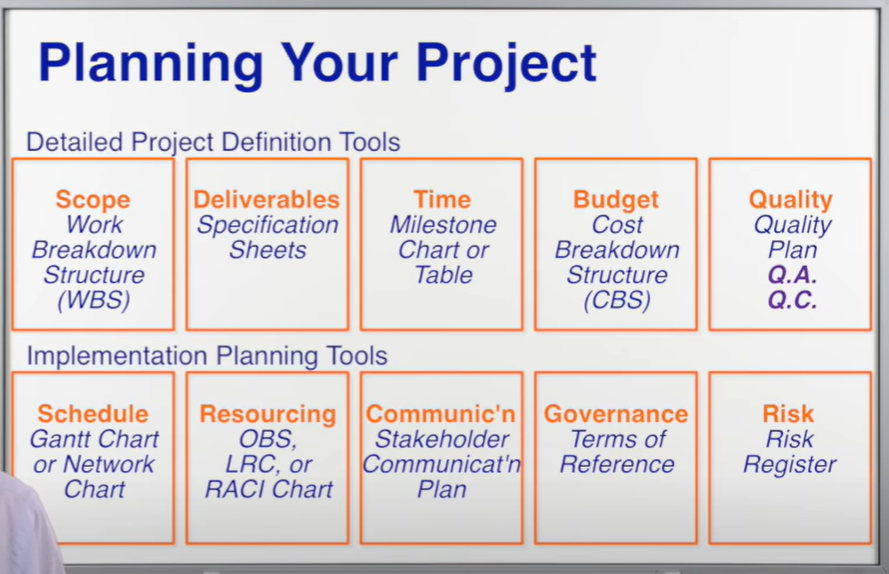 Planning Your Project
Detailed Project Definition Tools
Scope
Work
Breakdown
Structure
(WBS)
Deliverables
Specification
Sheets
Time
Milestone
Chart or
Table
Budget
Cost
Breakdown
Structure
(CBS)
Quality
Quality
Plan
Q.A.
Q.C.
Implementation Planning Tools
Schedule
Gantt Chart
or Network
Chart
Resourcing
OBS,
LRC, or
RACI Chart
Communic'n
Stakeholder
Communicat'n
Plan
Governance
Terms of
Reference
Risk
Risk
Register